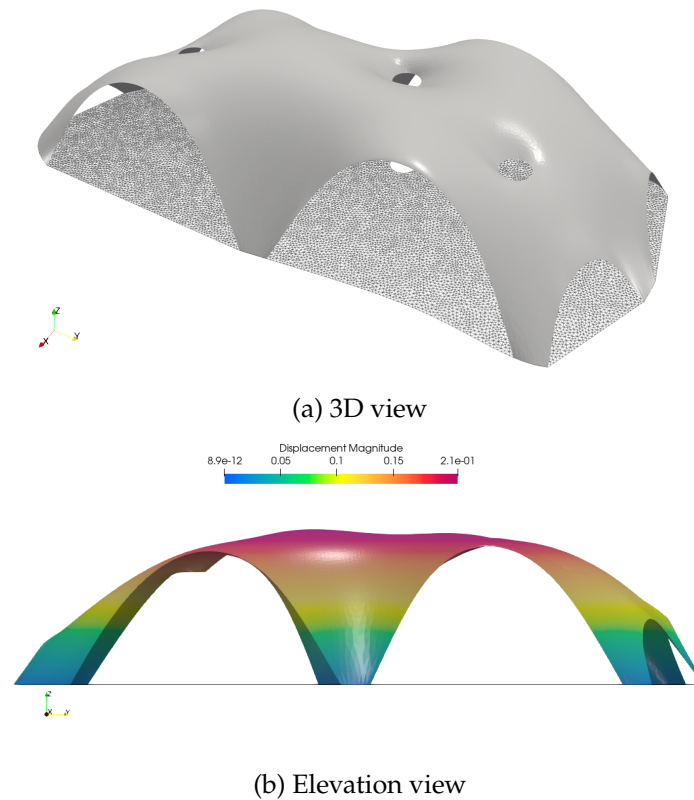 Z
X
Y
(a) 3D view
Displacement Magnitude
8.9e-12 0.05 0.1 0.15 2.1e-01
Z
X Y
(b) Elevation view